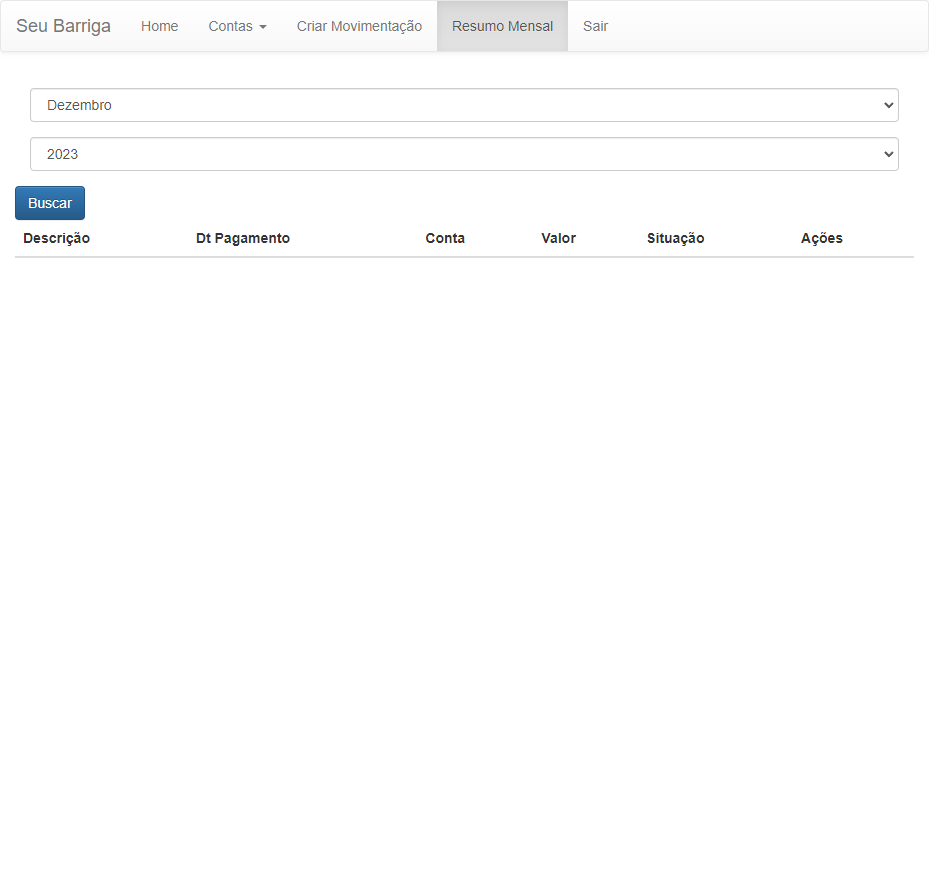 Seu Barriga Home Contas Criar Movimentação Resumo Mensal Sair
Dezembro
2023
Buscar
Descrição Dt Pagamento Conta Valor Situação Ações